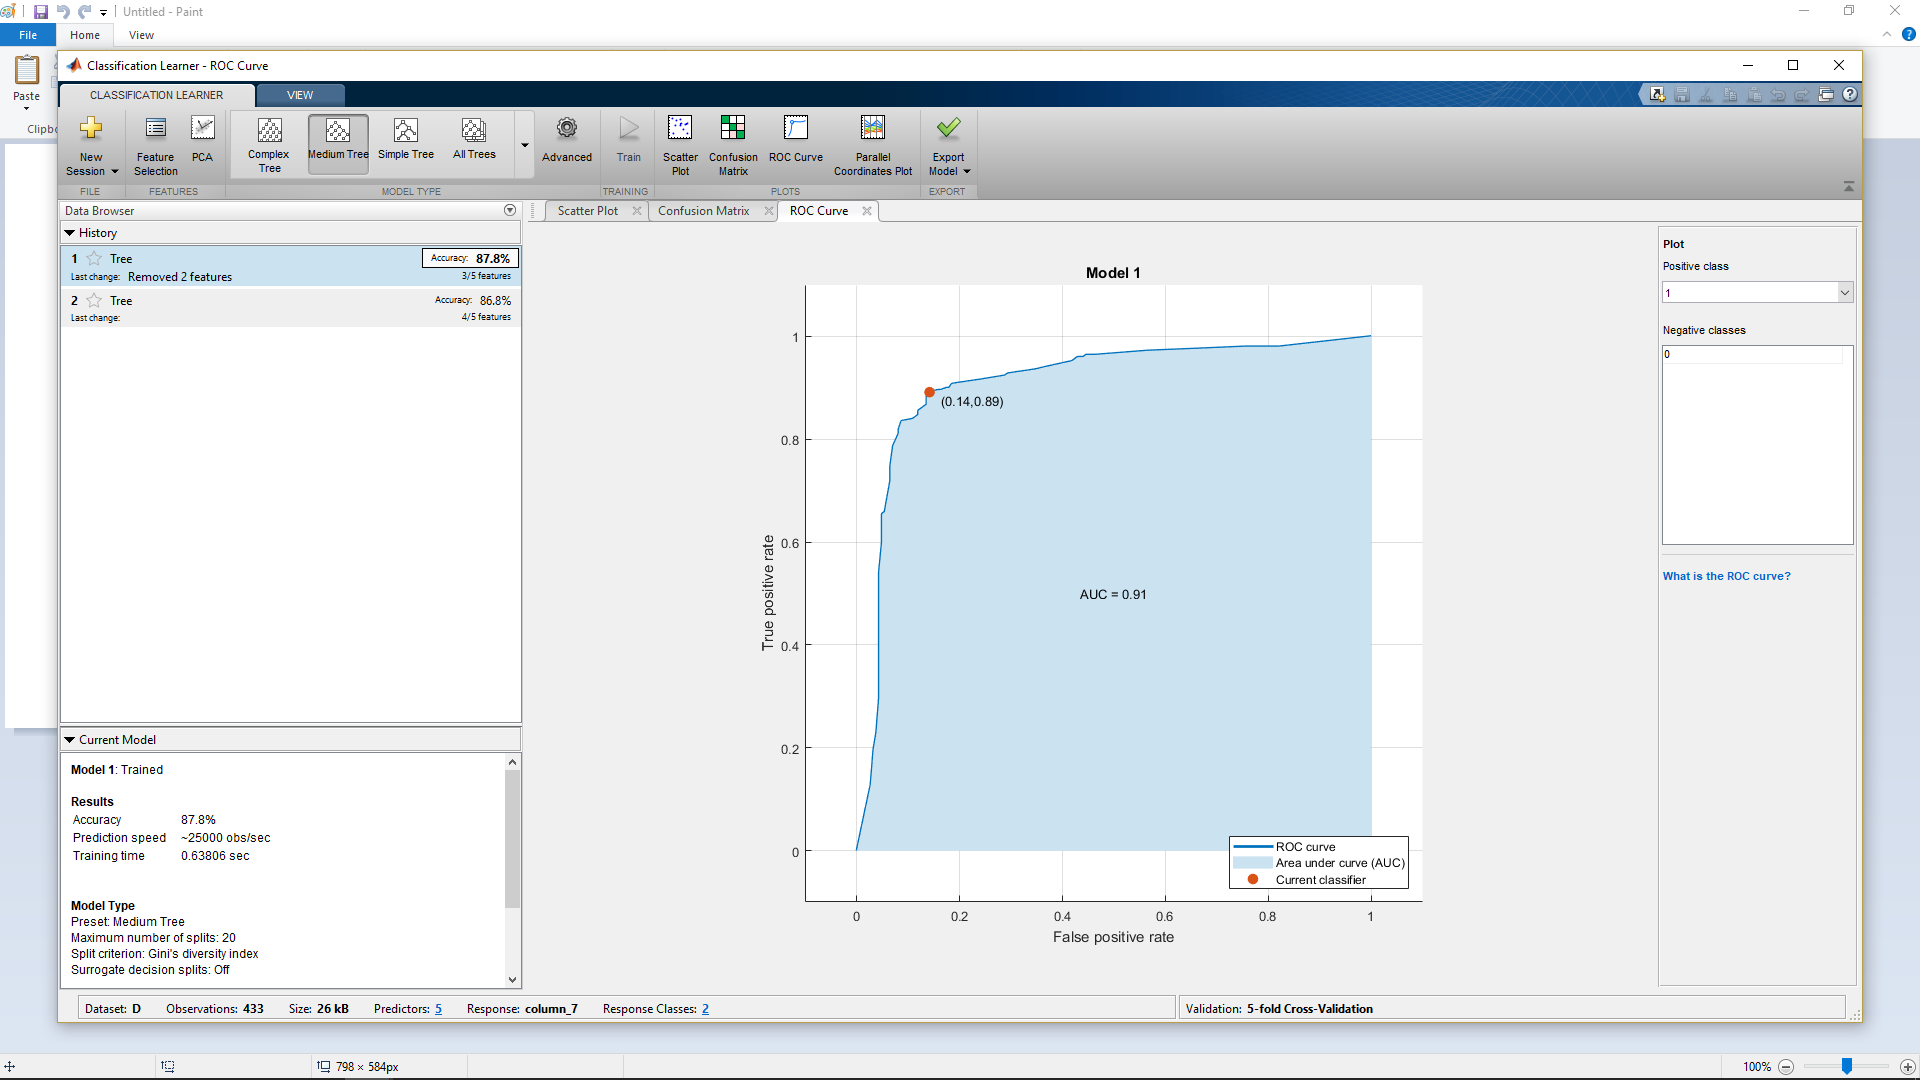 Untitled - Paint
File
Home
View
Paste
Classification Learner - ROC Curve
CLASSIFICATION LEARNER
VIEW
New Session
Feature Selection
PCA
Complex Tree
Medium Tree
Simple Tree
All Trees
Advanced
Train
Scatter Plot
Confusion Matrix
ROC Curve
Parallel Coordinates Plot
Export Model
FILE
FEATURES
MODEL TYPE
TRAINING
PLOTS
EXPORT
Data Browser
History
1 Tree Accuracy: 87.8%
Last change: Removed 2 features 3/5 features
2 Tree Accuracy: 86.8%
Last change: 4/5 features
Current Model
Model 1: Trained
Results
Accuracy 87.8%
Prediction speed ~25000 obs/sec
Training time 0.63806 sec
Model Type
Preset: Medium Tree
Maximum number of splits: 20
Split criterion: Gini's diversity index
Surrogate decision splits: Off
Scatter Plot
Confusion Matrix
ROC Curve
Model 1
1
0.8
0.6
0.4
0.2
0
True positive rate
(0.14,0.89)
AUC = 0.91
ROC curve
Area under curve (AUC)
Current classifier
0 0.2 0.4 0.6 0.8 1
False positive rate
Plot
Positive class
1
Negative classes
0
What is the ROC curve?
Dataset: D Observations: 433 Size: 26 kB Predictors: 5 Response: column_7 Response Classes: 2
Validation: 5-fold Cross-Validation
798 × 584px
100%